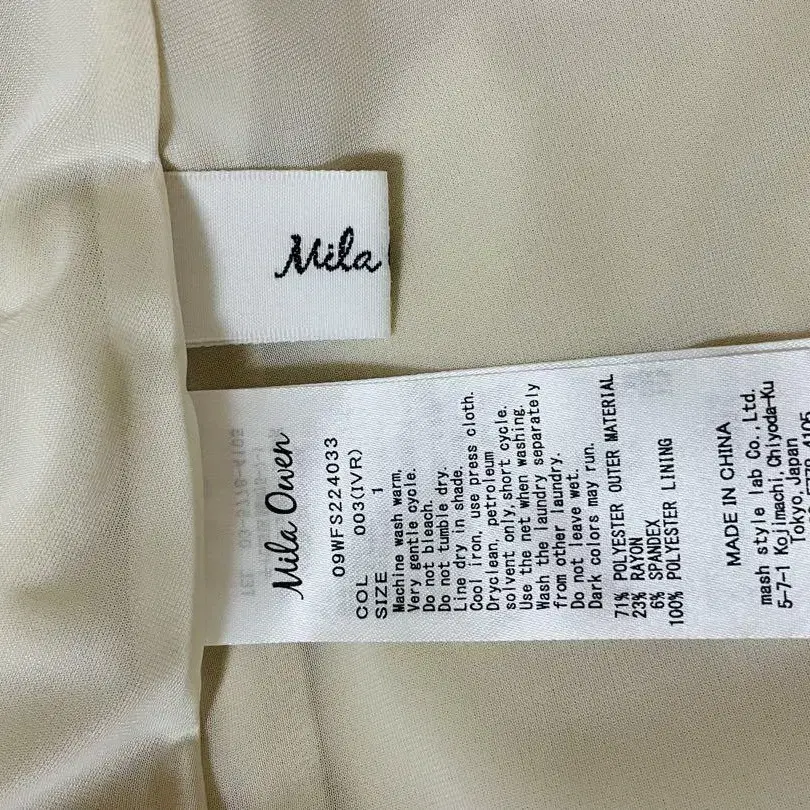 Mila
Mila Owen
09WFS224033
COL 003(IVR)
SIZE 1
Machine wash warm,
Very gentle cycle.
Do not bleach.
Do not tumble dry.
Line dry in shade.
Cool iron, use press cloth.
Dryclean, petroleum
solvent only,short cycle.
Use the net when washing.
Wash the laundry separately
from other laundry.
Do not leave wet.
Dark colors may run.
71% POLYESTER OUTER MATERIAL
23% RAYON
6% SPANDEX
100% POLYESTER LINING
MADE IN CHINA
mash style lab Co.,Ltd.
5-7-1 Kojimachi,Chiyoda-Ku
Tokyo Japan